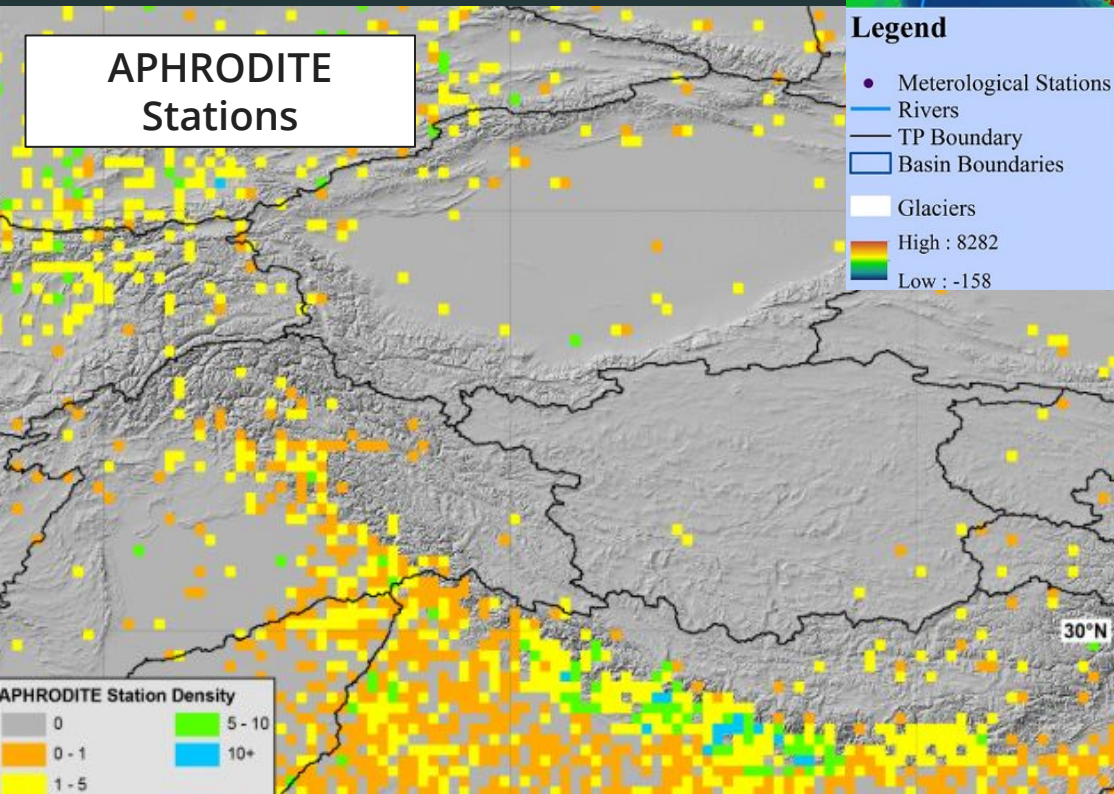 APHRODITE
Stations
Legend
Meterological Stations
Rivers
TP Boundary
Basin Boundaries
Glaciers
High : 8282
Low : -158
30°N
APHRODITE Station Density
0
5 - 10
0 - 1
10+
1 - 5